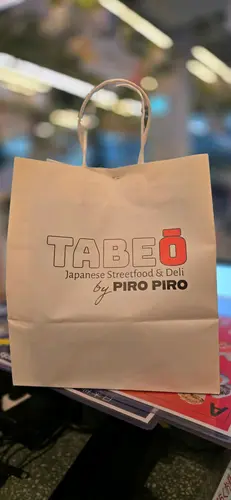 TABEŌ
Japanese Streetfood & Deli
by PIRO PIRO